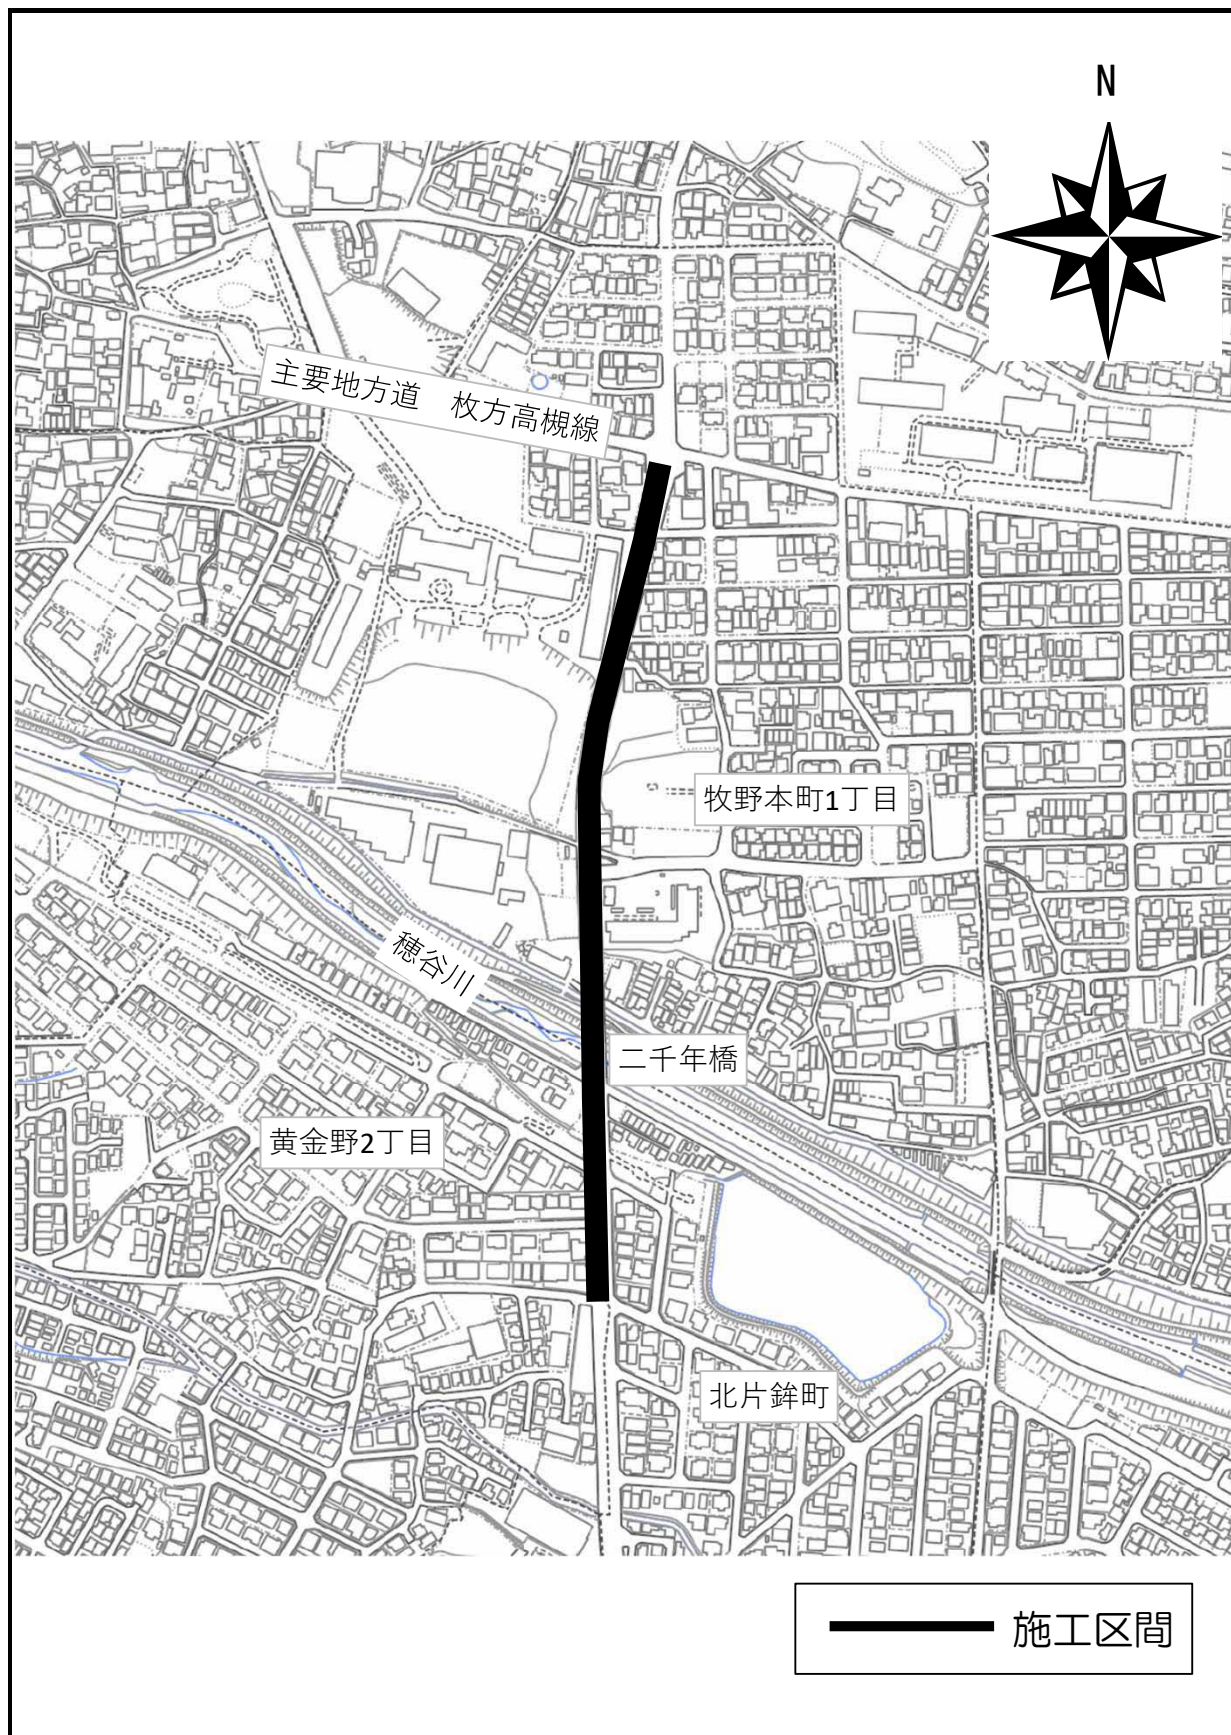 N
主要地方道　枚方高槻線
牧野本町1丁目
穂谷川
二千年橋
黄金野2丁目
北片鉾町
施工区間